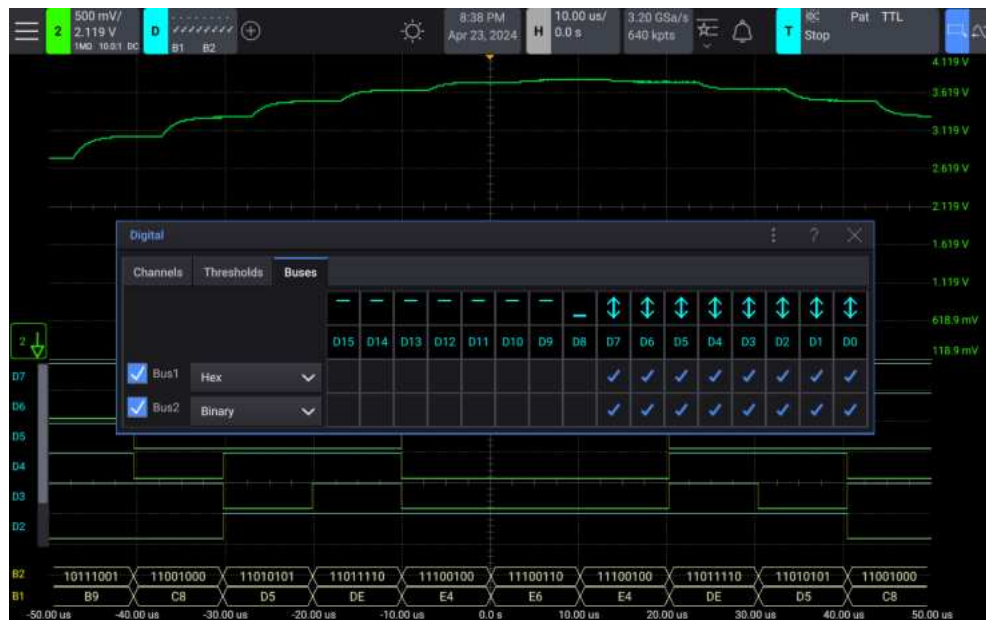 2 500 mV/ 2.119 V 1MΩ 10.0:1 DC
D B1 B2
8:38 PM
Apr 23, 2024
H 10.00 us/ 0.0 s
3.20 GSa/s
640 kpts
T Stop Pat TTL
4.119 V
3.619 V
3.119 V
2.619 V
2.119 V
Digital ?
1.619 V
Channels Thresholds Buses
1.119 V
618.9 mV
D15 D14 D13 D12 D11 D10 D9 D8 D7 D6 D5 D4 D3 D2 D1 D0
2
118.9 mV
D7
Bus1 Hex
D6
Bus2 Binary
D5
D4
D3
D2
B2 10111001 11001000 11010101 11011110 11100100 11100110 11100100 11011110 11010101 11001000
B1 B9 C8 D5 DE E4 E6 E4 DE D5 C8
-50.00 us -40.00 us -30.00 us -20.00 us -10.00 us 0.0 s 10.00 us 20.00 us 30.00 us 40.00 us 50.00 us